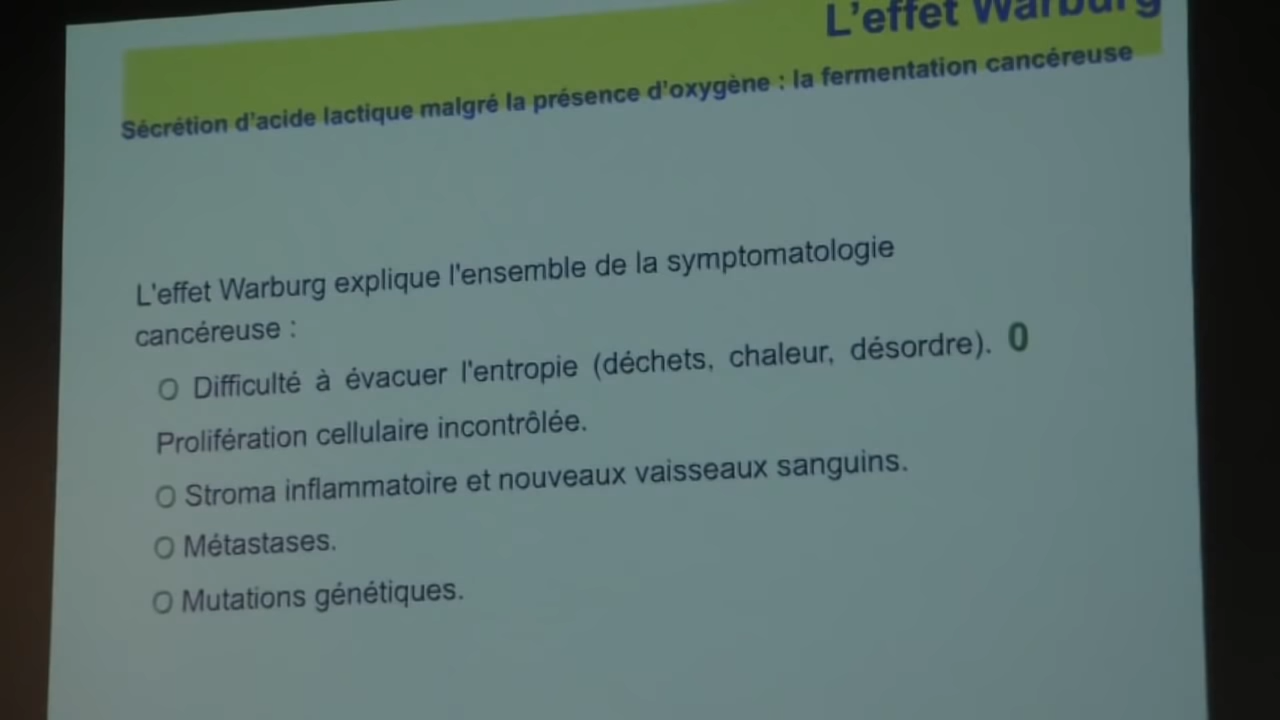 L'effet Warburg
Sécrétion d'acide lactique malgré la présence d'oxygène : la fermentation cancéreuse
L'effet Warburg explique l'ensemble de la symptomatologie
cancéreuse :
O Difficulté à évacuer l'entropie (déchets, chaleur, désordre). O
Prolifération cellulaire incontrôlée.
O Stroma inflammatoire et nouveaux vaisseaux sanguins.
O Métastases.
O Mutations génétiques.